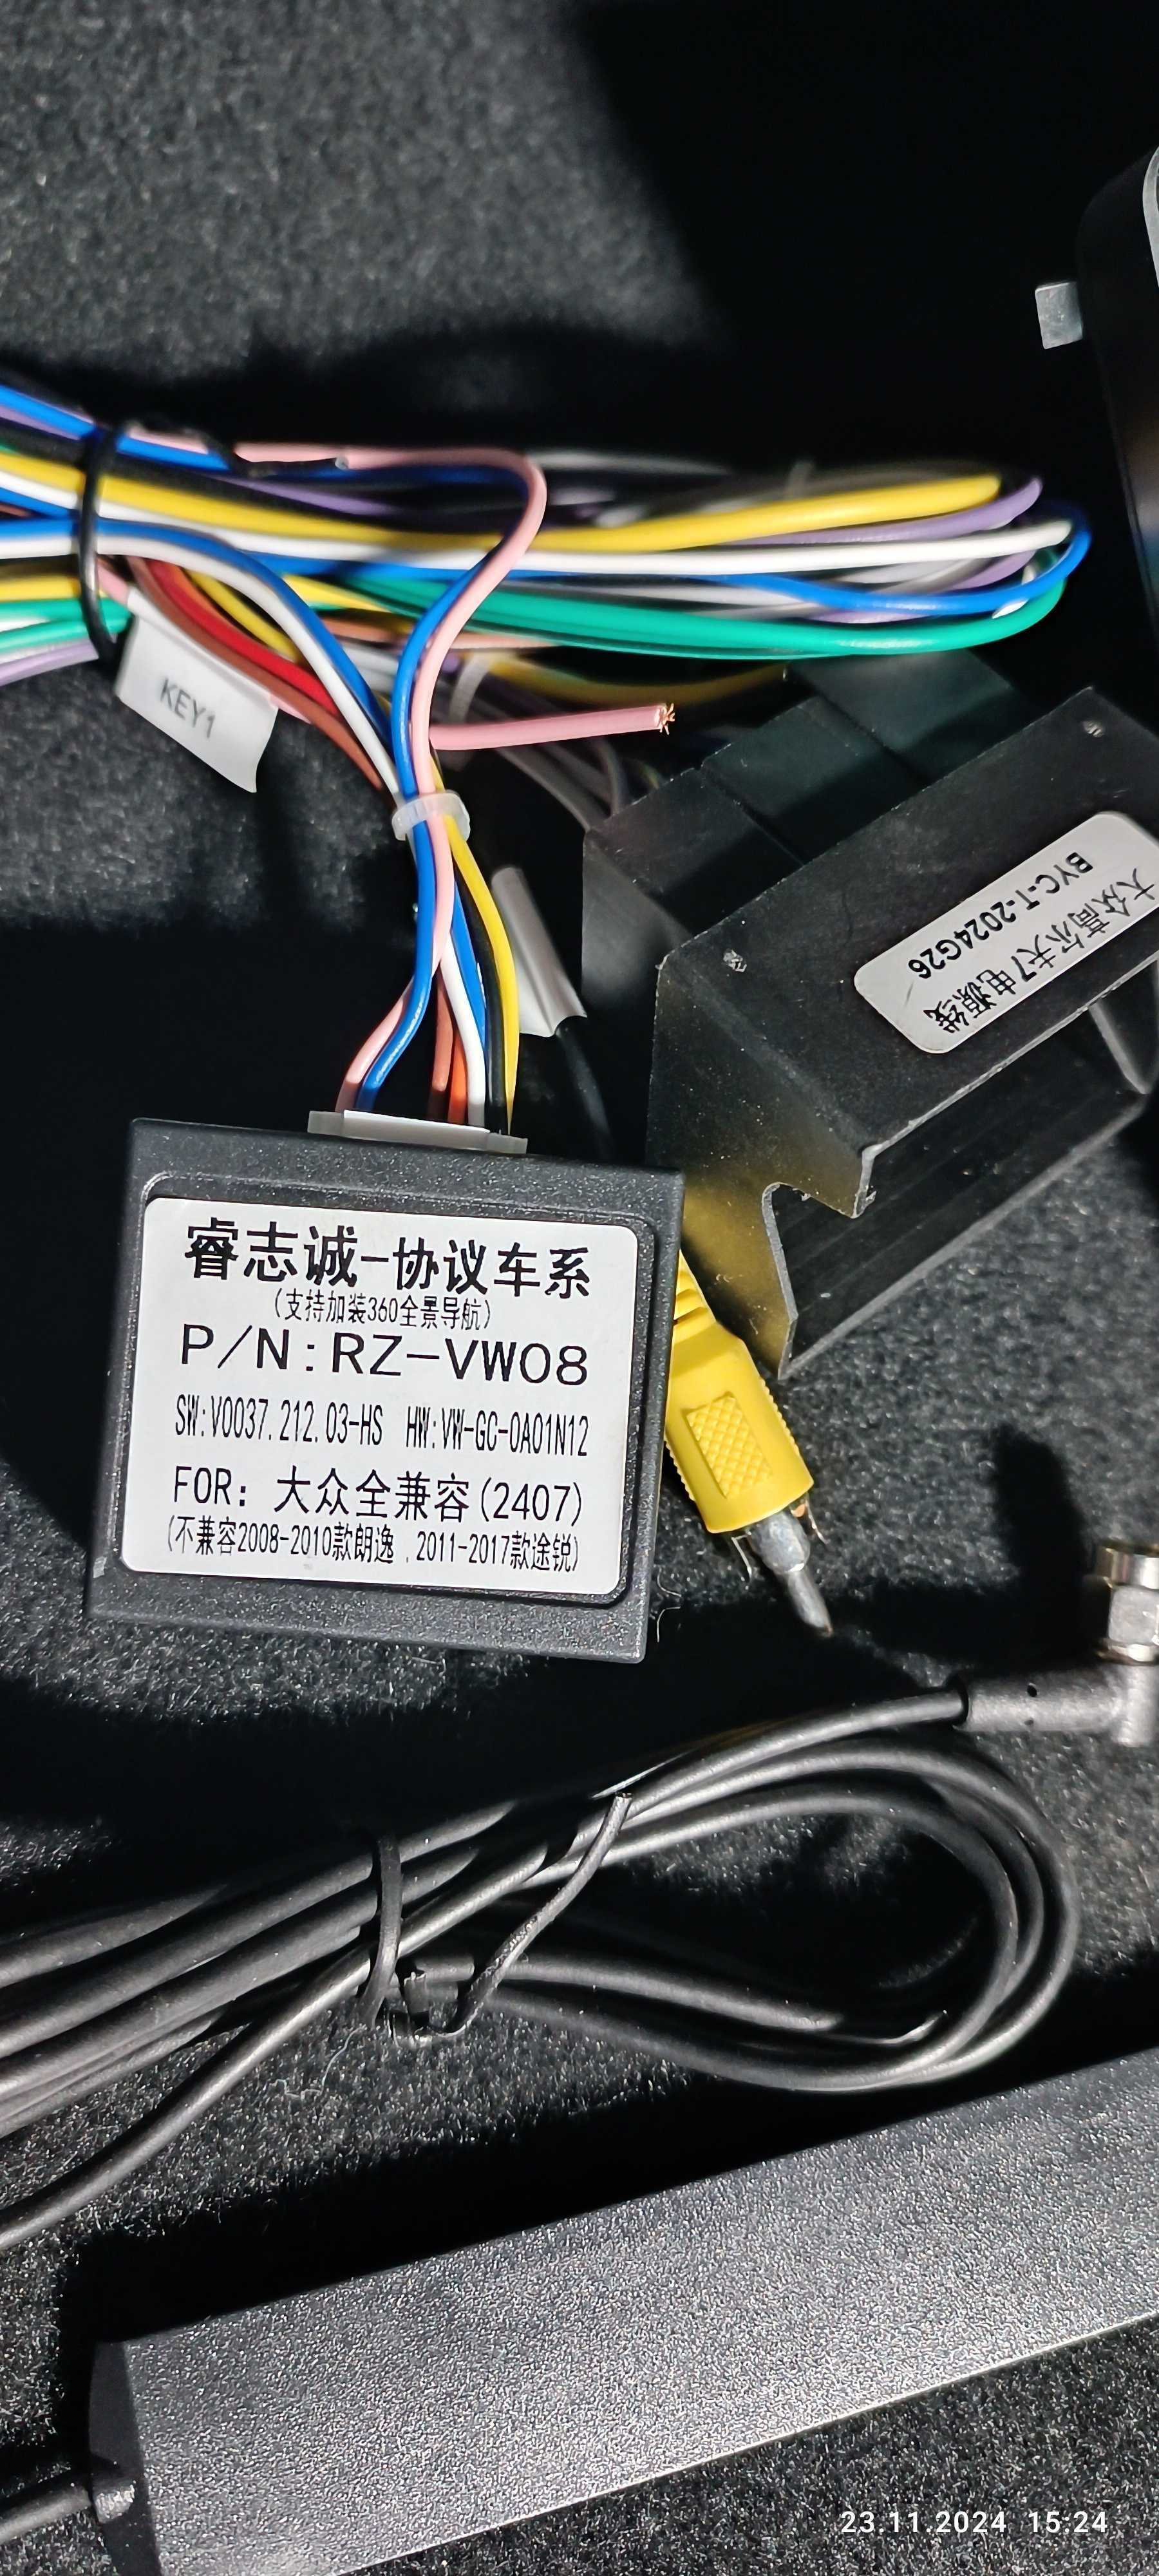 KEY1
大众高尔夫7电源线
BYC-T-2024G26
睿志诚-协议车系
(支持加装360全景导航)
P/N:RZ-VW08
SW:V0037.212.03-HS HW:VW-GC-0A01N12
FOR: 大众全兼容(2407)
(不兼容2008-2010款朗逸 . 2011-2017款途锐)
23.11.2024 15:24